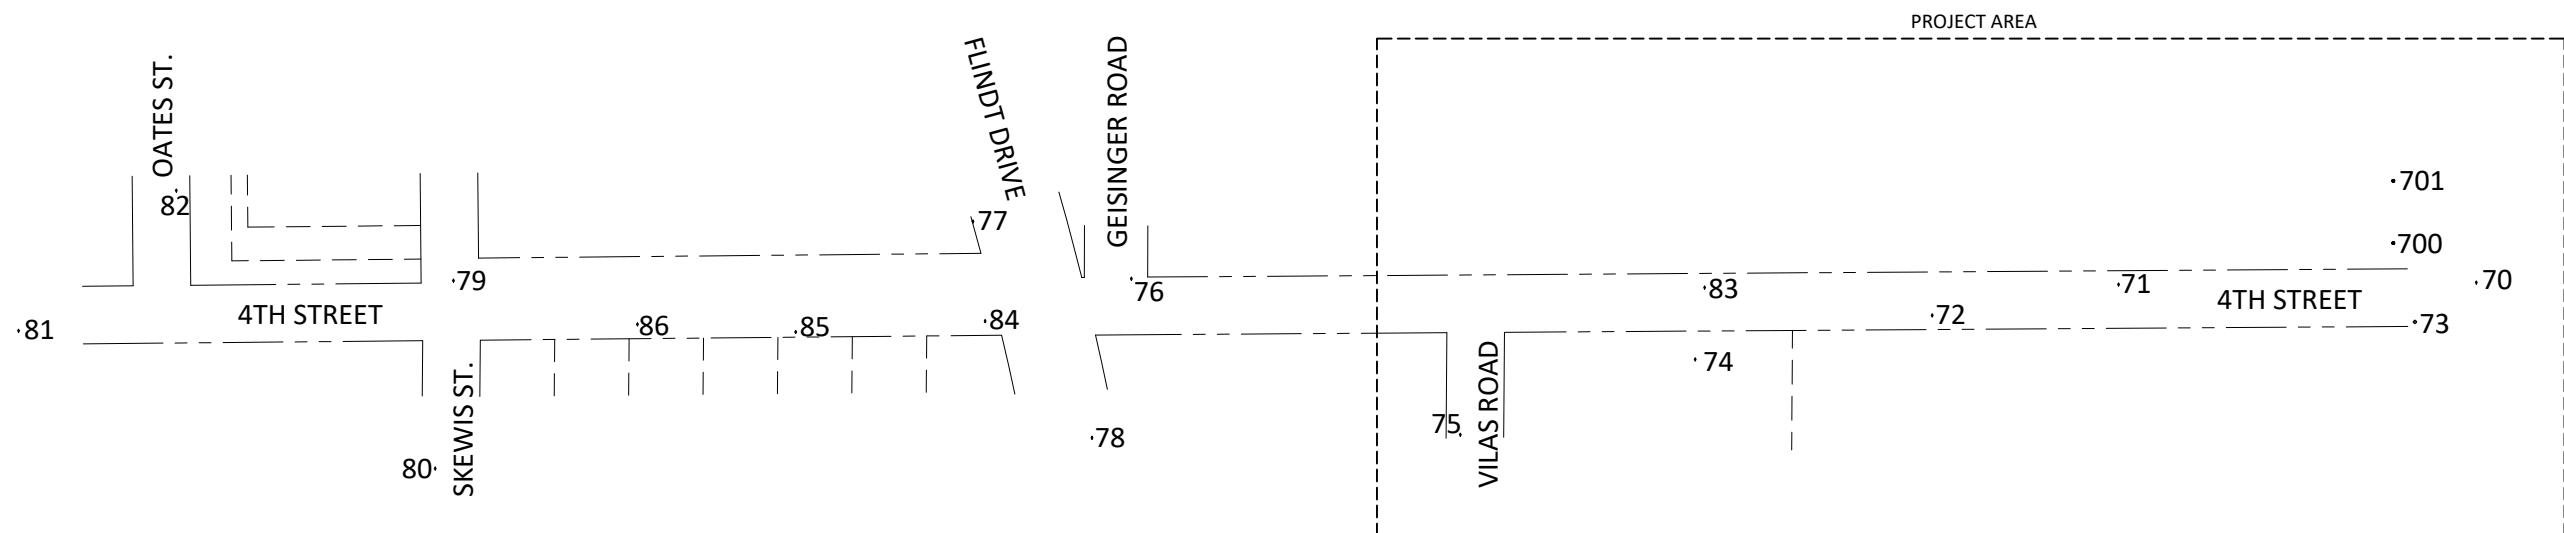 PROJECT AREA
OATES ST.
FLINDT DRIVE
GEISINGER ROAD
82
77
701
700
79
76
83
71
70
4TH STREET
4TH STREET
81
86
85
84
72
73
74
SKEWIS ST.
VILAS ROAD
75
78
80